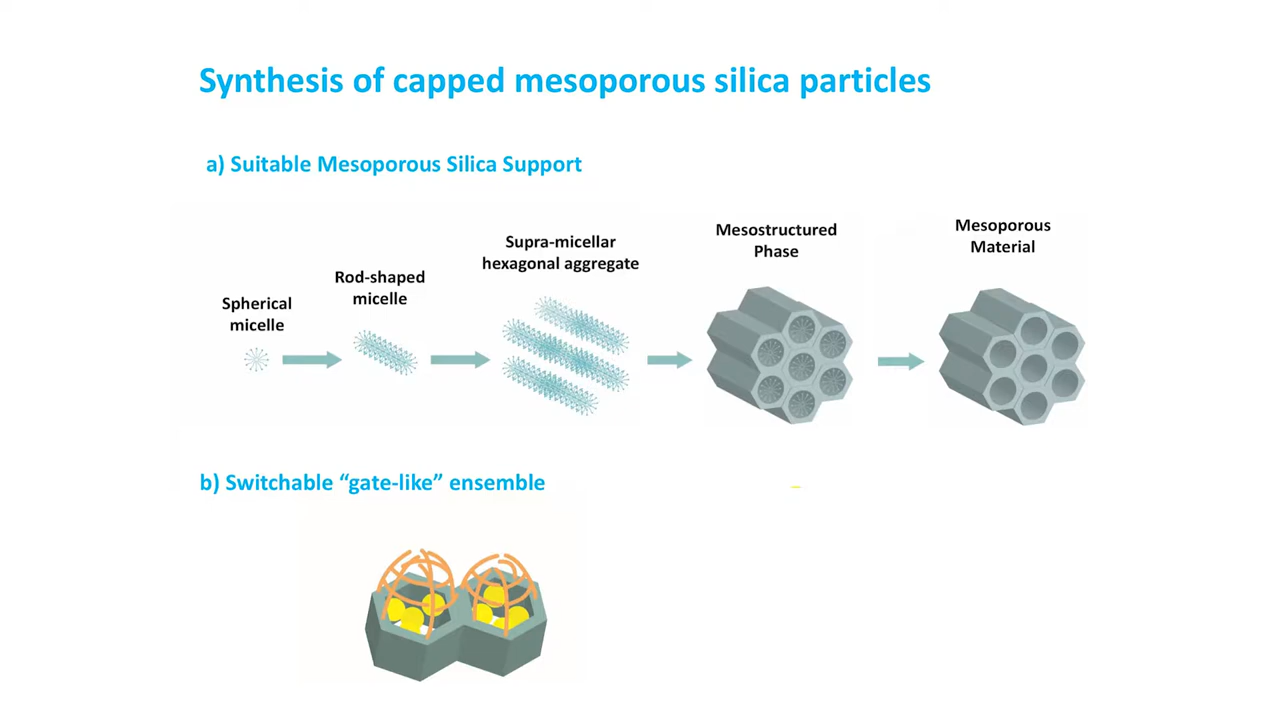 Synthesis of capped mesoporous silica particles
a) Suitable Mesoporous Silica Support
Spherical
micelle
Rod-shaped
micelle
Supra-micellar
hexagonal aggregate
Mesostructured
Phase
Mesoporous
Material
b) Switchable “gate-like” ensemble